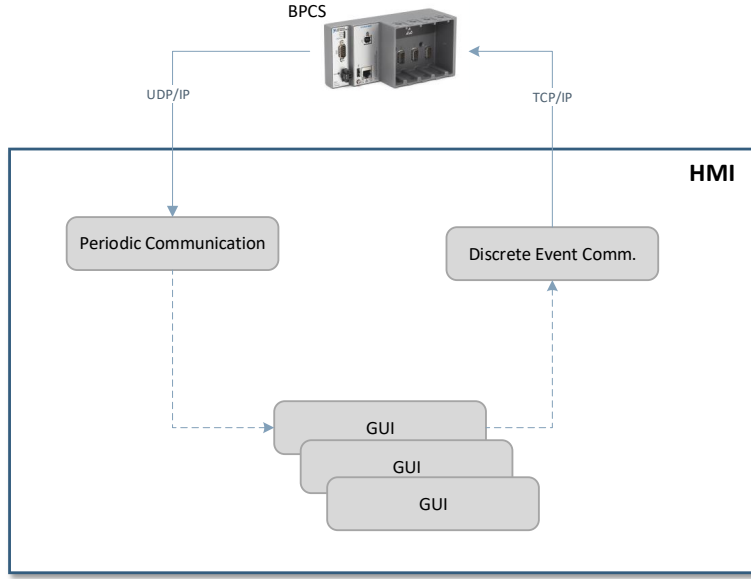 BPCS
UDP/IP
TCP/IP
HMI
Periodic Communication
Discrete Event Comm.
GUI
GUI
GUI